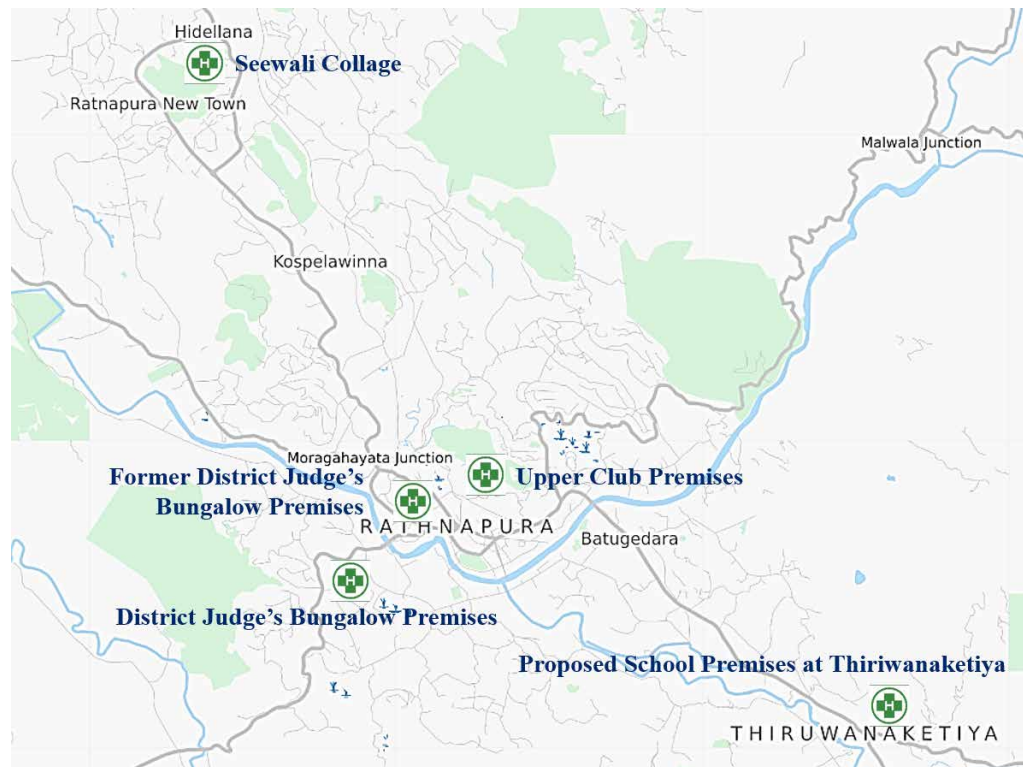 Hidellana
Seewali Collage
Ratnapura New Town
Malwala Junction
Kospelawinna
Moragahayata Junction
Former District Judge's
Bungalow Premises
Upper Club Premises
RATHNAPURA
Batugedara
District Judge's Bungalow Premises
Proposed School Premises at Thiriwanaketiya
THIRUWANAKETIYA
H
H
H
H
H